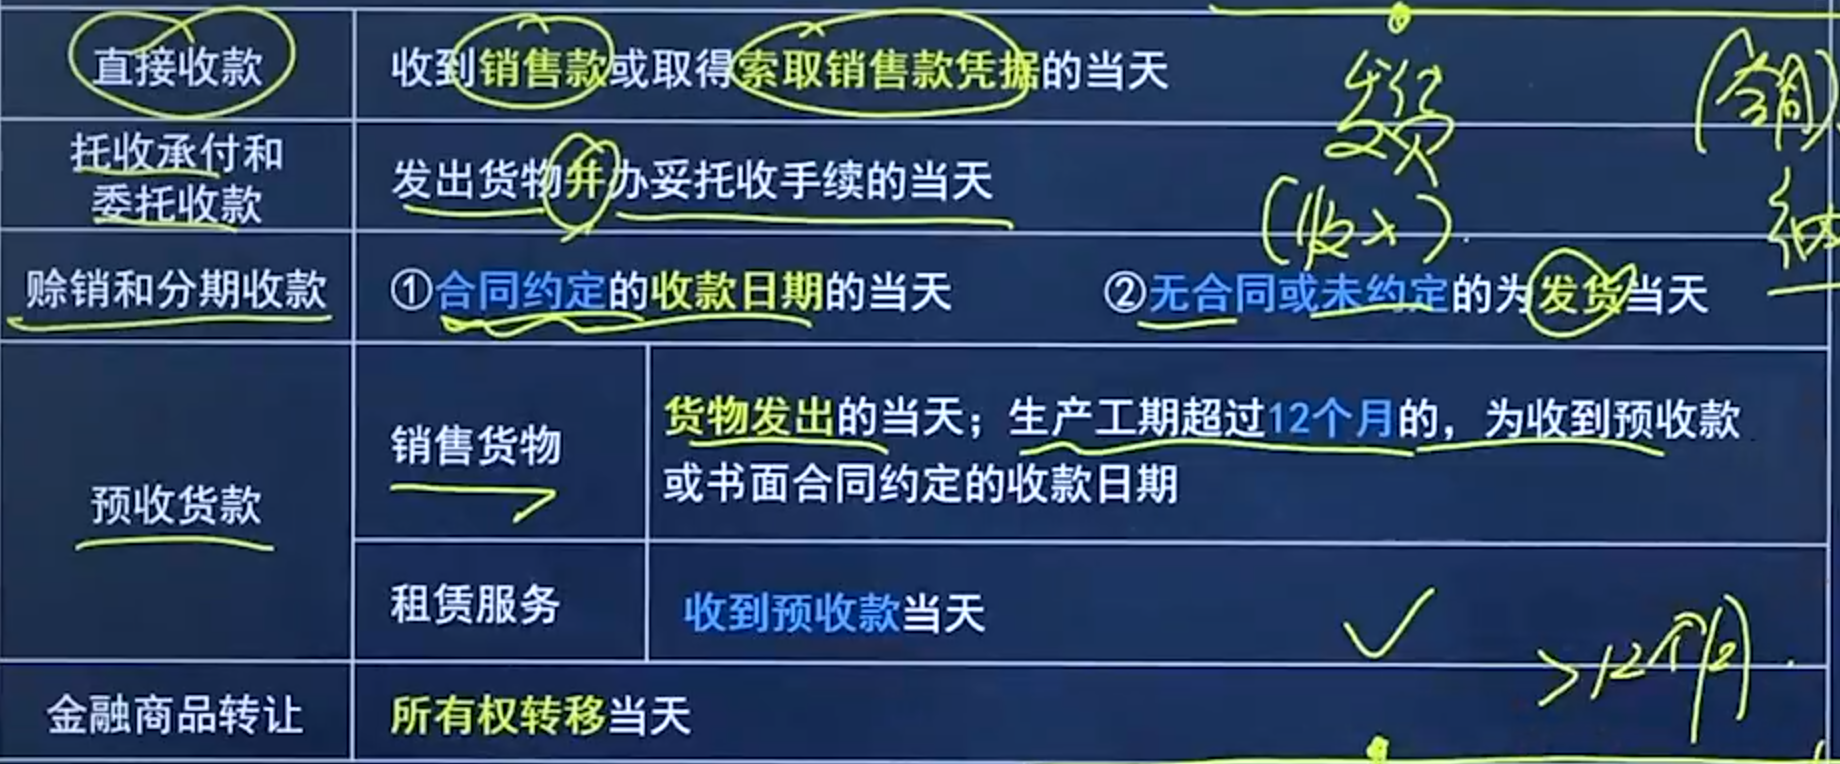 直接收款
收到销售款或取得索取销售款凭据的当天
托收承付和
委托收款
发出货物并办妥托收手续的当天
(收入)
赊销和分期收款
①合同约定的收款日期的当天
②无合同或未约定的为发货当天
预收货款
销售货物
货物发出的当天；生产工期超过12个月的，为收到预收款
或书面合同约定的收款日期
租赁服务
收到预收款当天
>12个月
金融商品转让
所有权转移当天